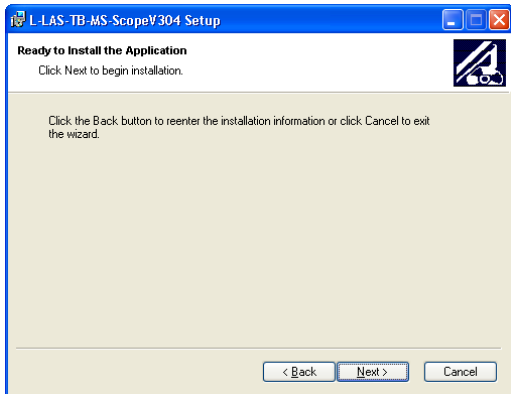 L-LAS-TB-MS-ScopeV304 Setup
Ready to Install the Application
Click Next to begin installation.
Click the Back button to reenter the installation information or click Cancel to exit
the wizard.
< Back
Next >
Cancel